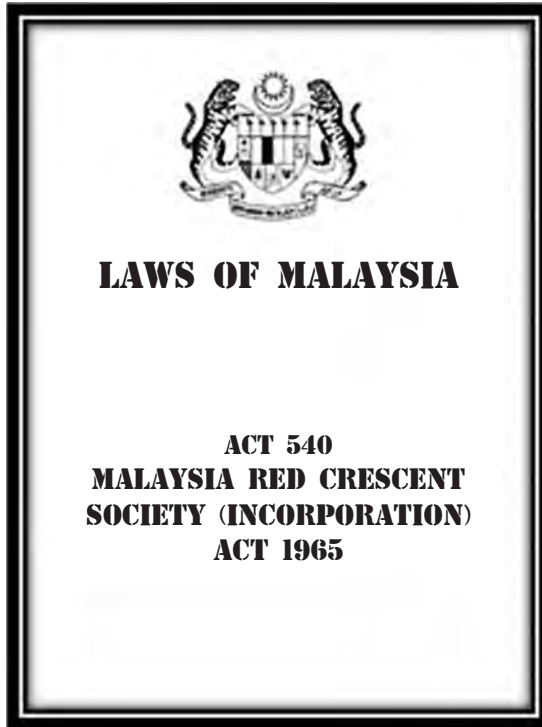 LAWS OF MALAYSIA
ACT 540
MALAYSIA RED CRESCENT
SOCIETY (INCORPORATION)
ACT 1965